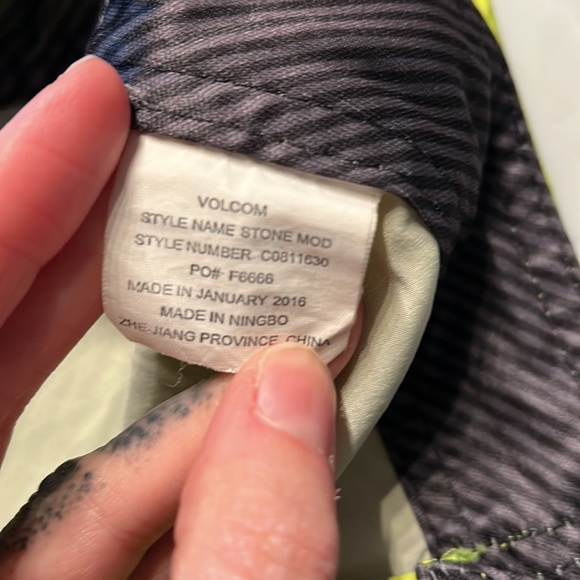 VOLCOM
STYLE NAME STONE MOD
STYLE NUMBER C0811630
PO# F6666
MADE IN JANUARY 2016
MADE IN NINGBO
ZHE-JIANG PROVINCE, CHINA